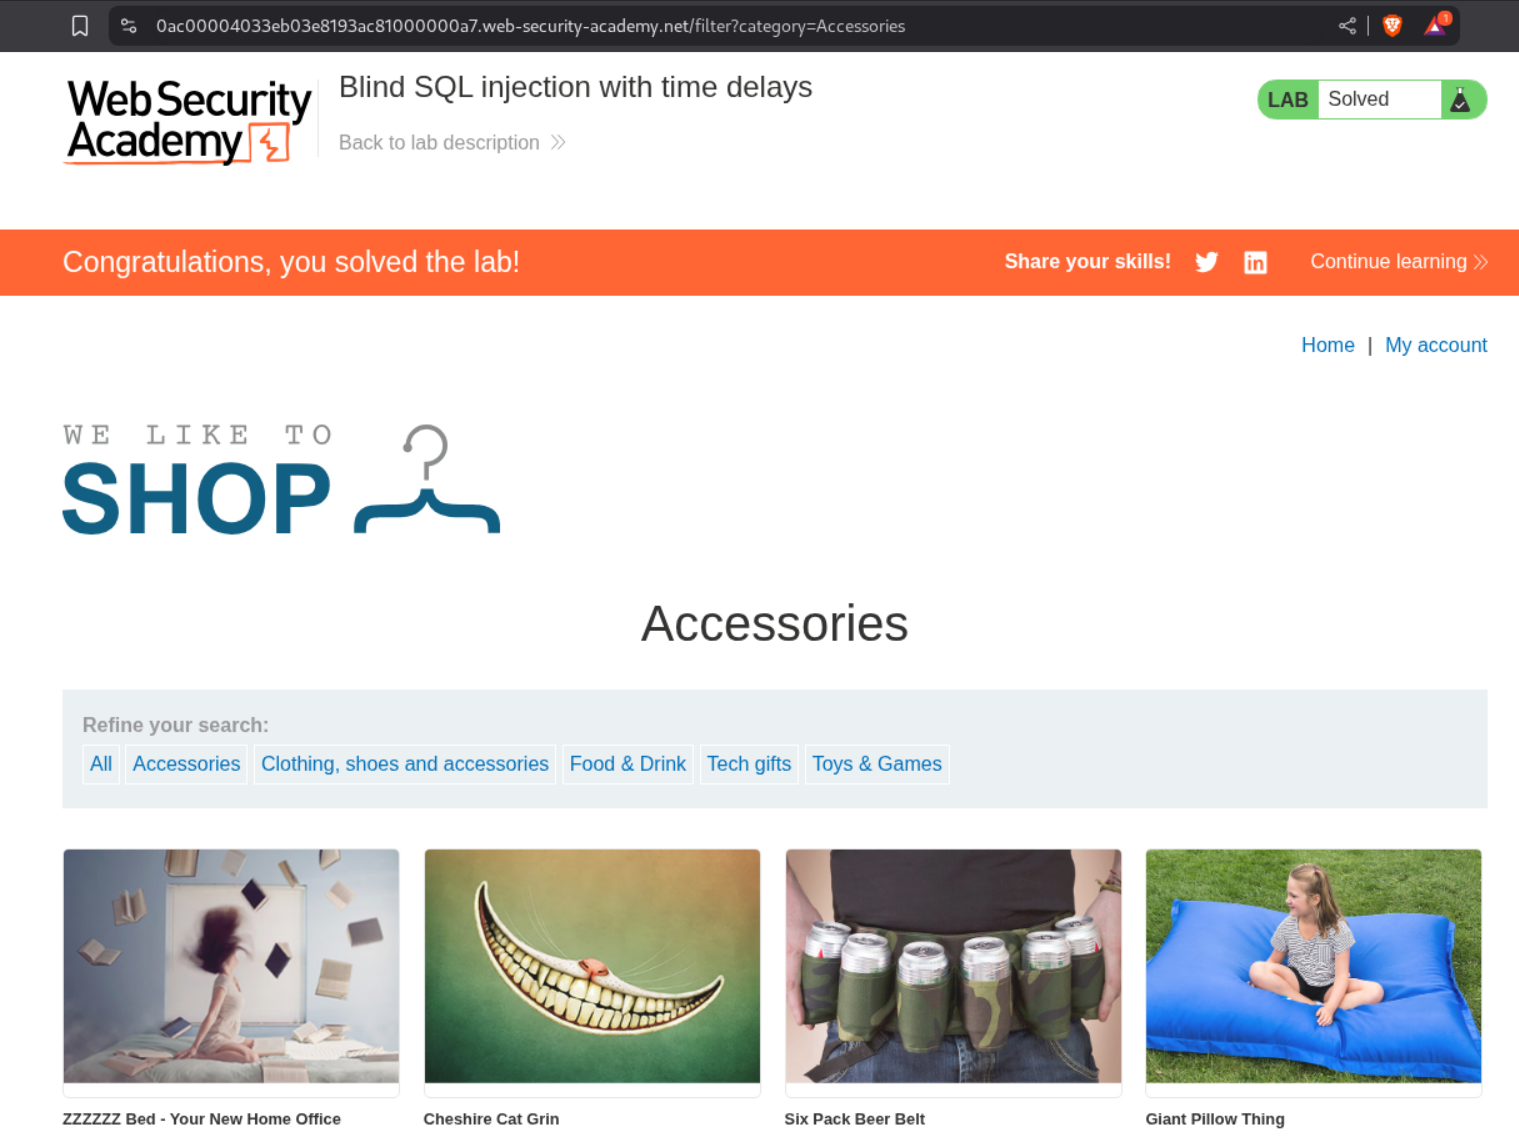 0ac00004033eb03e8193ac81000000a7.web-security-academy.net/filter?category=Accessories
1
Web Security
Academy
Blind SQL injection with time delays
Back to lab description
LAB Solved
Congratulations, you solved the lab!
Share your skills!
Continue learning
Home | My account
WE LIKE TO
SHOP
Accessories
Refine your search:
All Accessories Clothing, shoes and accessories Food & Drink Tech gifts Toys & Games
ZZZZZZ Bed - Your New Home Office
Cheshire Cat Grin
Six Pack Beer Belt
Giant Pillow Thing